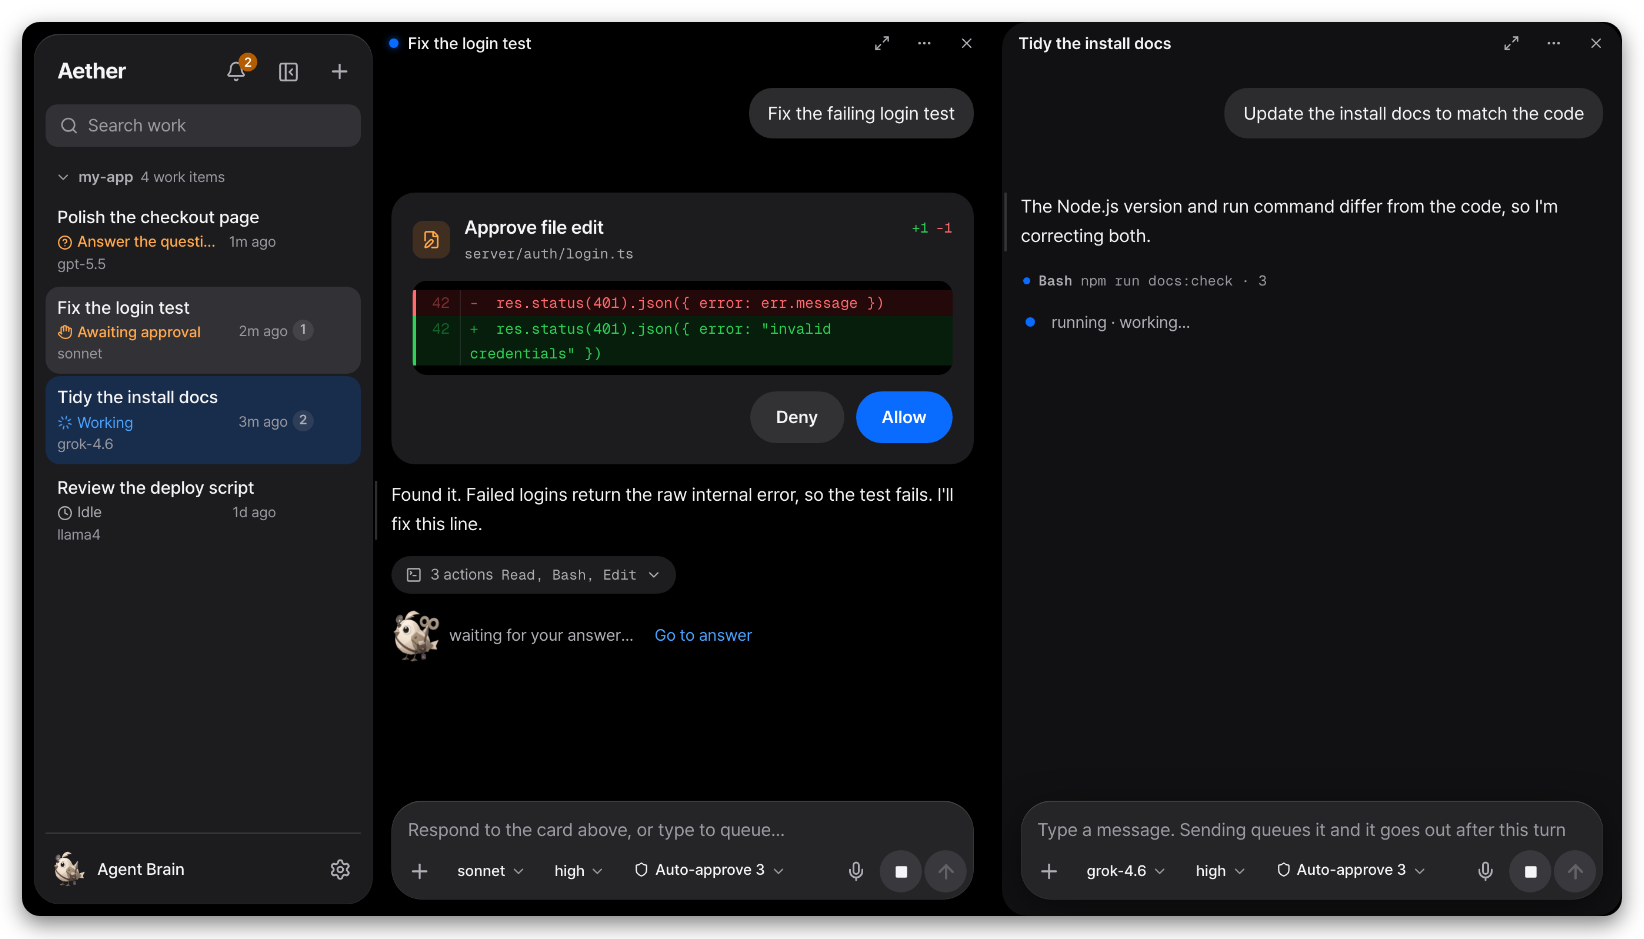 Aether
2
Search work
my-app 4 work items
Polish the checkout page
Answer the questi... 1m ago
gpt-5.5
Fix the login test
Awaiting approval 2m ago 1
sonnet
Tidy the install docs
Working 3m ago 2
grok-4.6
Review the deploy script
Idle 1d ago
llama4
Agent Brain
Fix the login test
Fix the failing login test
Approve file edit
+1 -1
server/auth/login.ts
42 - res.status(401).json({ error: err.message })
42 + res.status(401).json({ error: "invalid
credentials" })
Deny
Allow
Found it. Failed logins return the raw internal error, so the test fails. I'll
fix this line.
3 actions Read, Bash, Edit
waiting for your answer... Go to answer
Respond to the card above, or type to queue...
sonnet high Auto-approve 3
Tidy the install docs
Update the install docs to match the code
The Node.js version and run command differ from the code, so I'm
correcting both.
Bash npm run docs:check · 3
running · working...
Type a message. Sending queues it and it goes out after this turn
grok-4.6 high Auto-approve 3